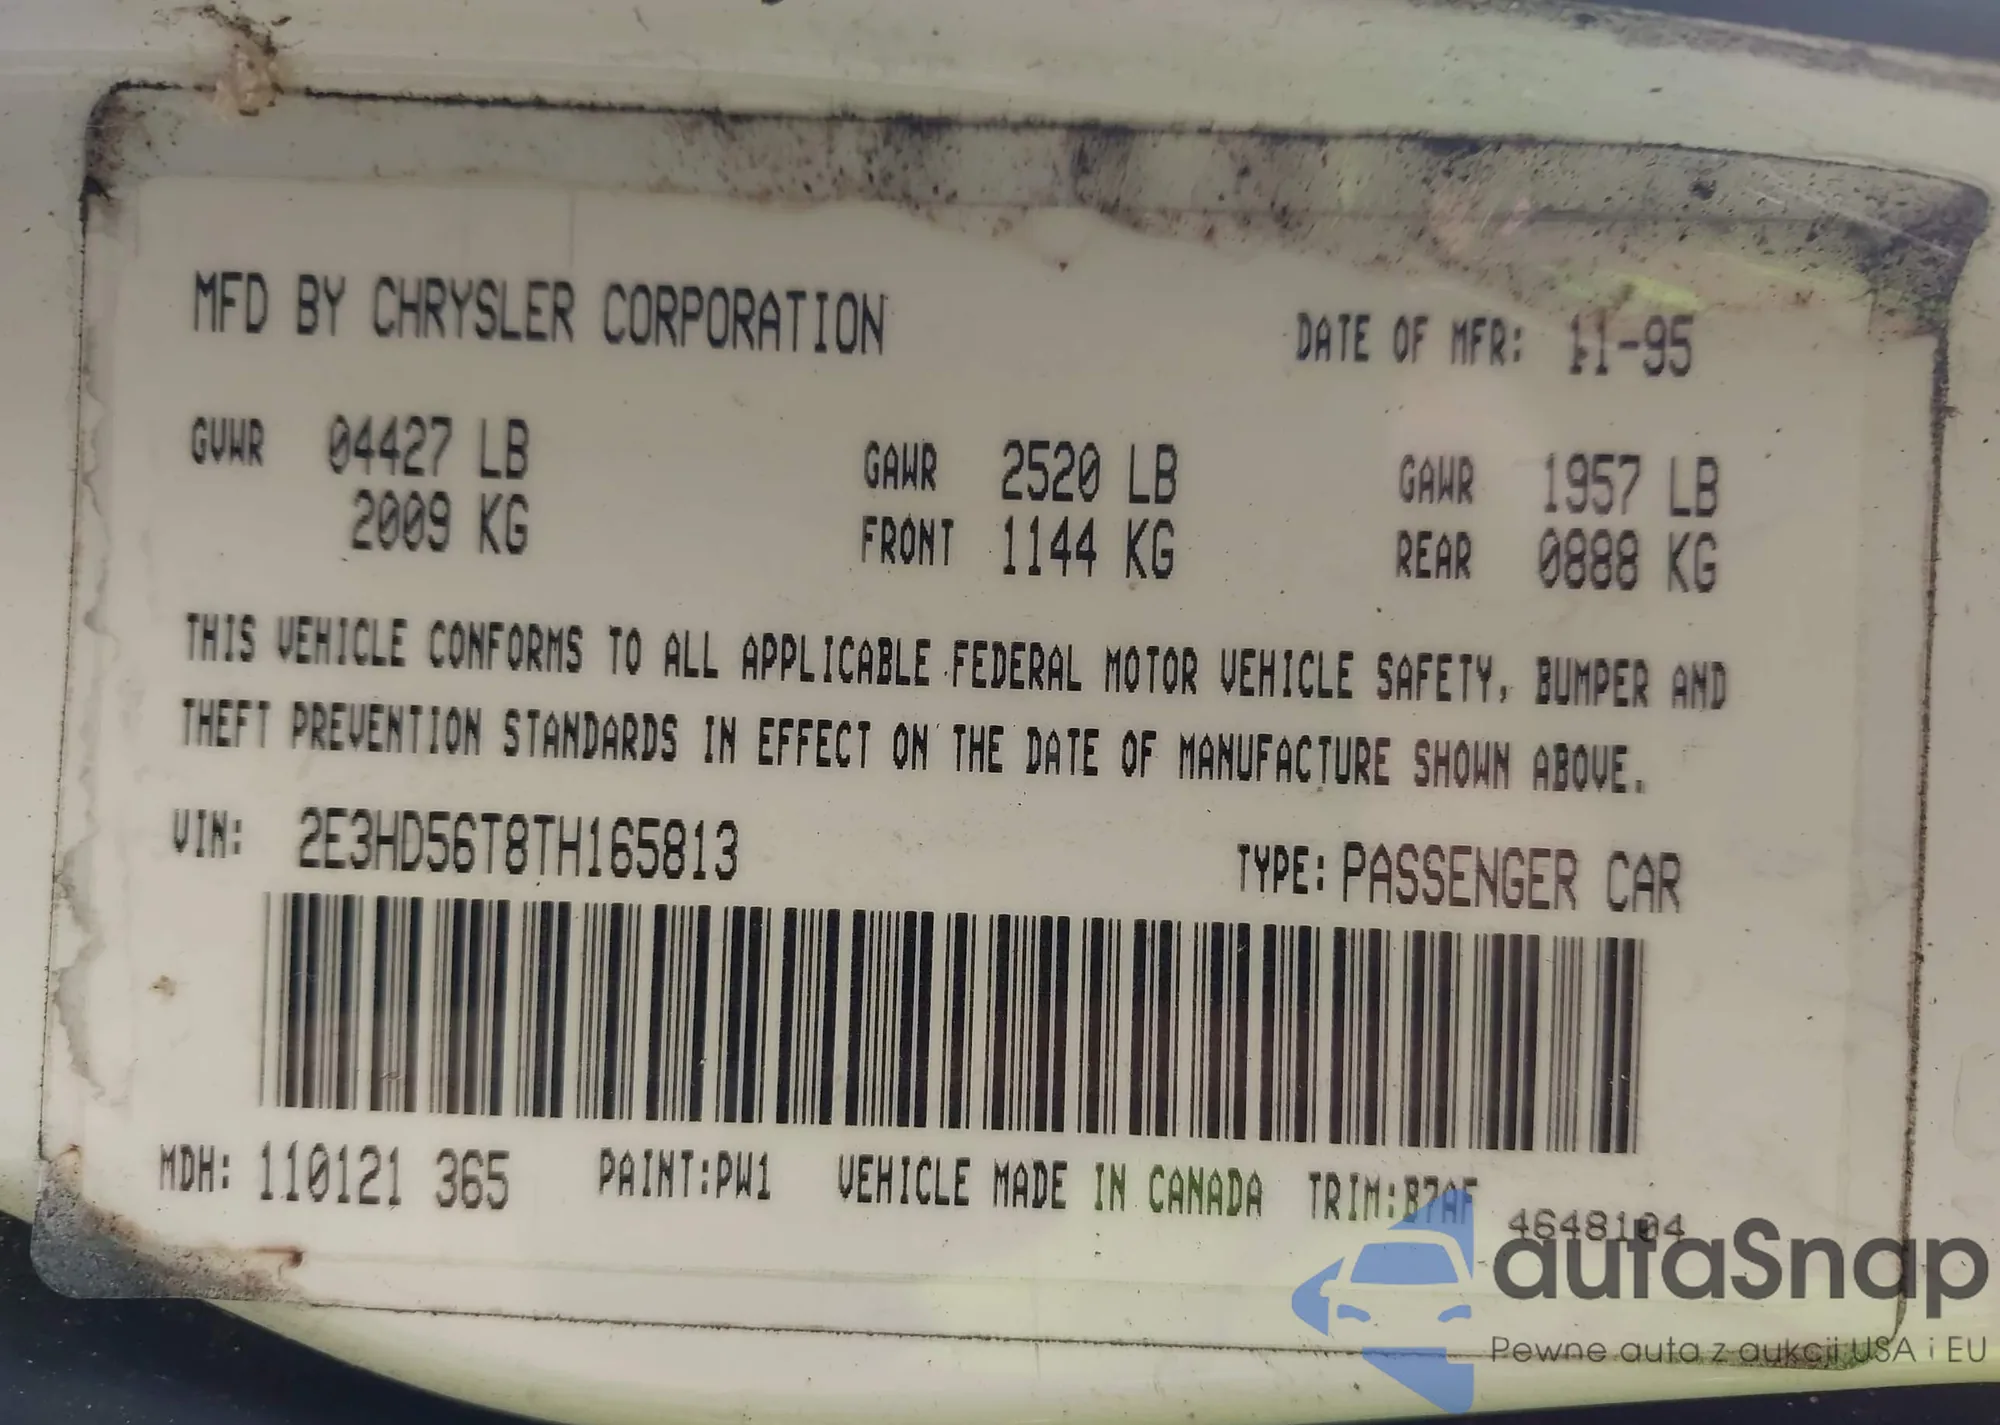 MFD BY CHRYSLER CORPORATION DATE OF MFR: 11-95
GVWR 04427 LB GAWR 2520 LB GAWR 1957 LB
2009 KG FRONT 1144 KG REAR 0888 KG
THIS VEHICLE CONFORMS TO ALL APPLICABLE FEDERAL MOTOR VEHICLE SAFETY, BUMPER AND
THEFT PREVENTION STANDARDS IN EFFECT ON THE DATE OF MANUFACTURE SHOWN ABOVE.
VIN: 2E3HD56T8TH165813 TYPE: PASSENGER CAR
MDH: 110121 365 PAINT:PW1 VEHICLE MADE IN CANADA TRIM:B7AF 4648104
autaSnap
Pewne auta z aukcji USA i EU